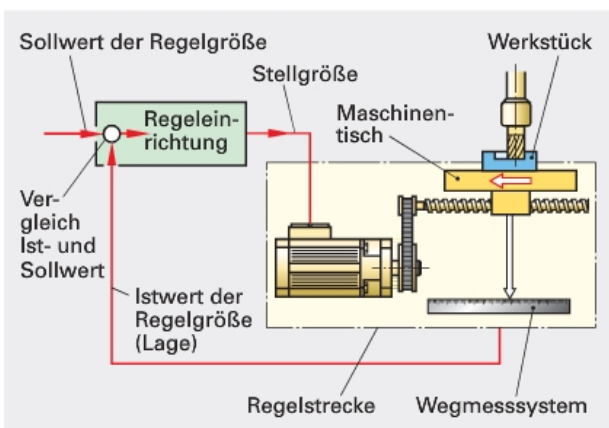 Sollwert der Regelgröße
Werkstück
Stellgröße
Regelein-
richtung
Maschinen-
tisch
Ver-
gleich
Ist- und
Sollwert
Istwert der
Regelgröße
(Lage)
Regelstrecke
Wegmesssystem